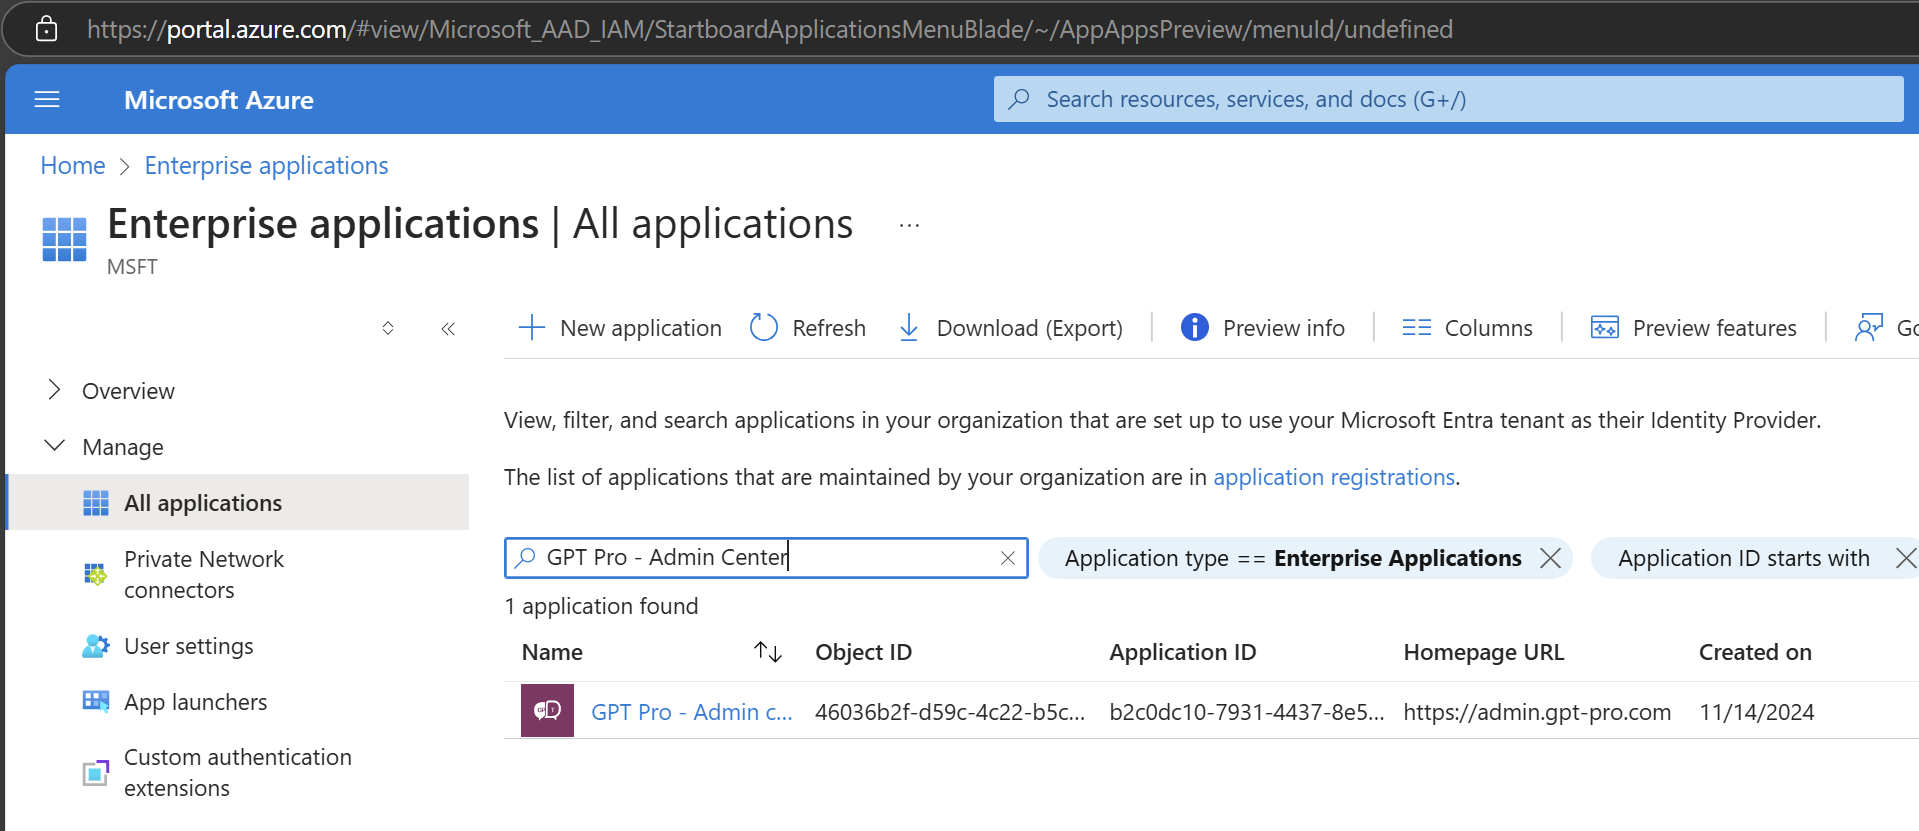 https://portal.azure.com/#view/Microsoft_AAD_IAM/StartboardApplicationsMenuBlade/~/AppAppsPreview/menuId/undefined
Microsoft Azure
Search resources, services, and docs (G+/)
Home > Enterprise applications
Enterprise applications | All applications ...
MSFT
New application
Refresh
Download (Export)
Preview info
Columns
Preview features
Go
Overview
Manage
All applications
Private Network
connectors
User settings
App launchers
Custom authentication
extensions
View, filter, and search applications in your organization that are set up to use your Microsoft Entra tenant as their Identity Provider.
The list of applications that are maintained by your organization are in application registrations.
GPT Pro - Admin Center
Application type == Enterprise Applications
Application ID starts with
1 application found
Name Object ID Application ID Homepage URL Created on
GPT Pro - Admin c... 46036b2f-d59c-4c22-b5c... b2c0dc10-7931-4437-8e5... https://admin.gpt-pro.com 11/14/2024